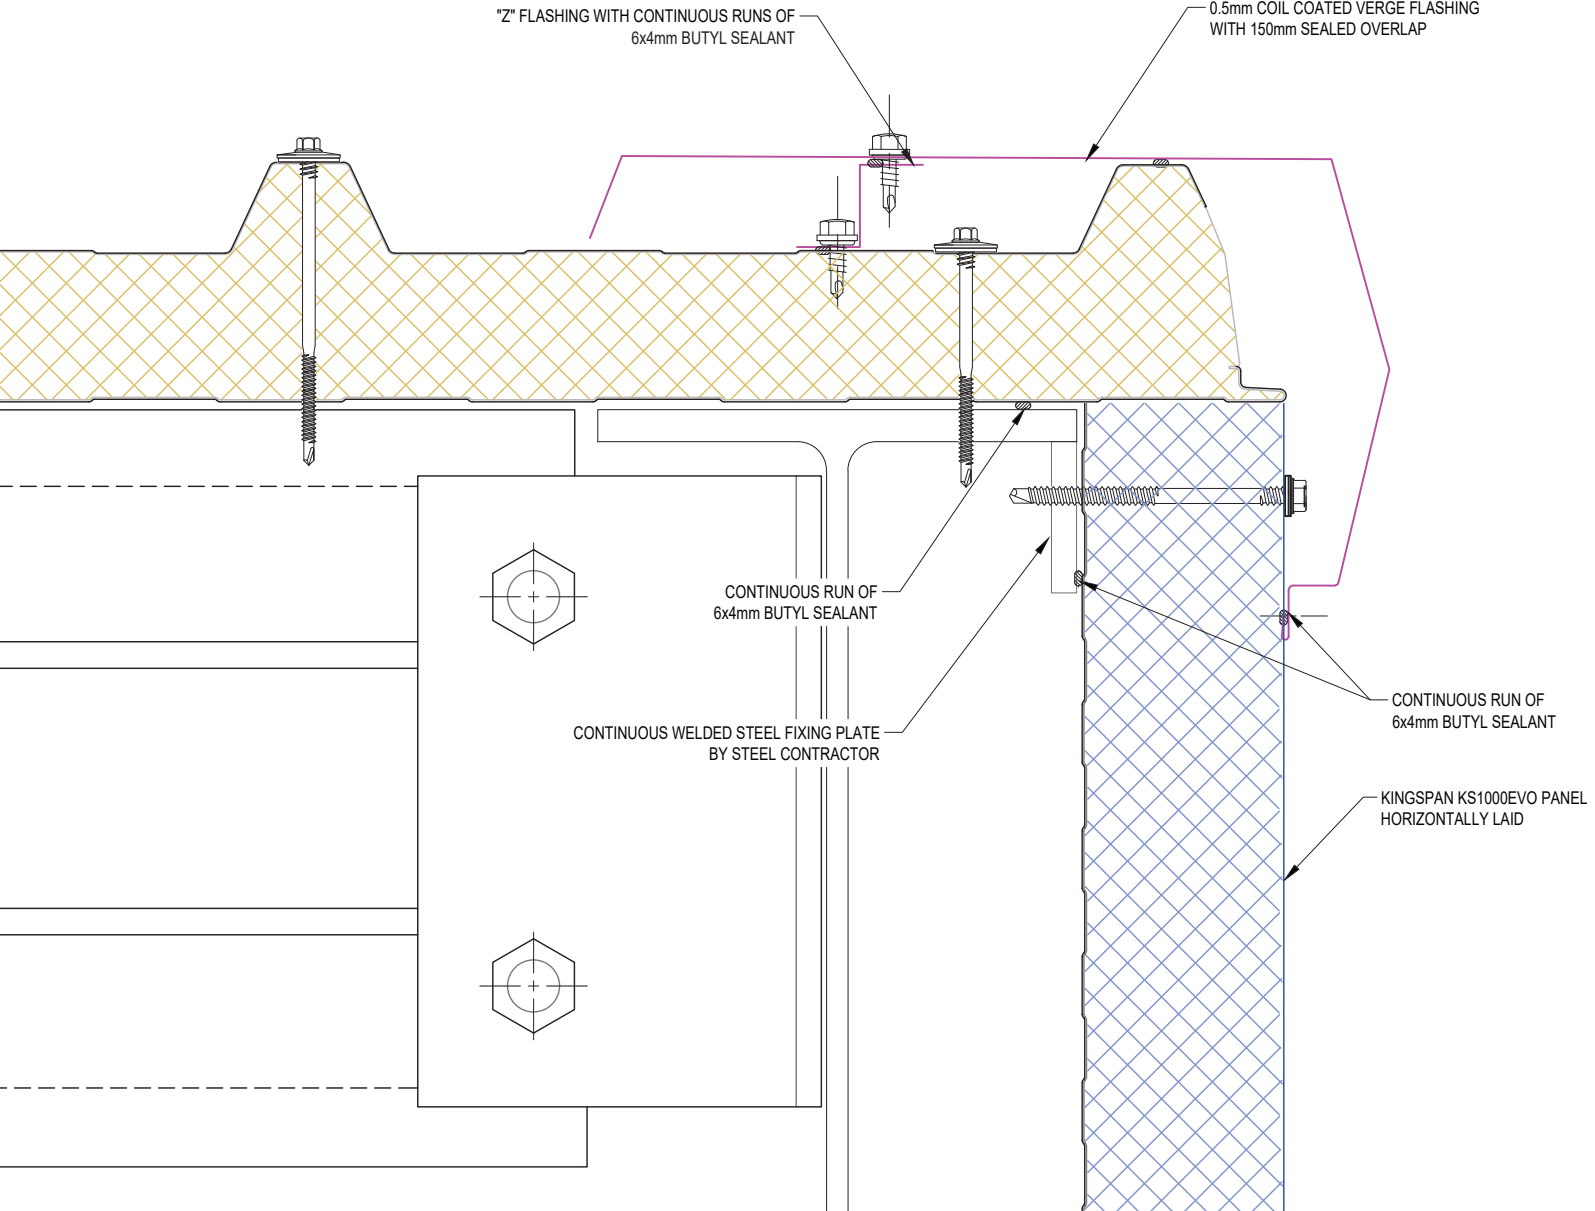 "Z" FLASHING WITH CONTINUOUS RUNS OF
6x4mm BUTYL SEALANT
0.5mm COIL COATED VERGE FLASHING
WITH 150mm SEALED OVERLAP
CONTINUOUS RUN OF
6x4mm BUTYL SEALANT
CONTINUOUS WELDED STEEL FIXING PLATE
BY STEEL CONTRACTOR
CONTINUOUS RUN OF
6x4mm BUTYL SEALANT
KINGSPAN KS1000EVO PANEL
HORIZONTALLY LAID